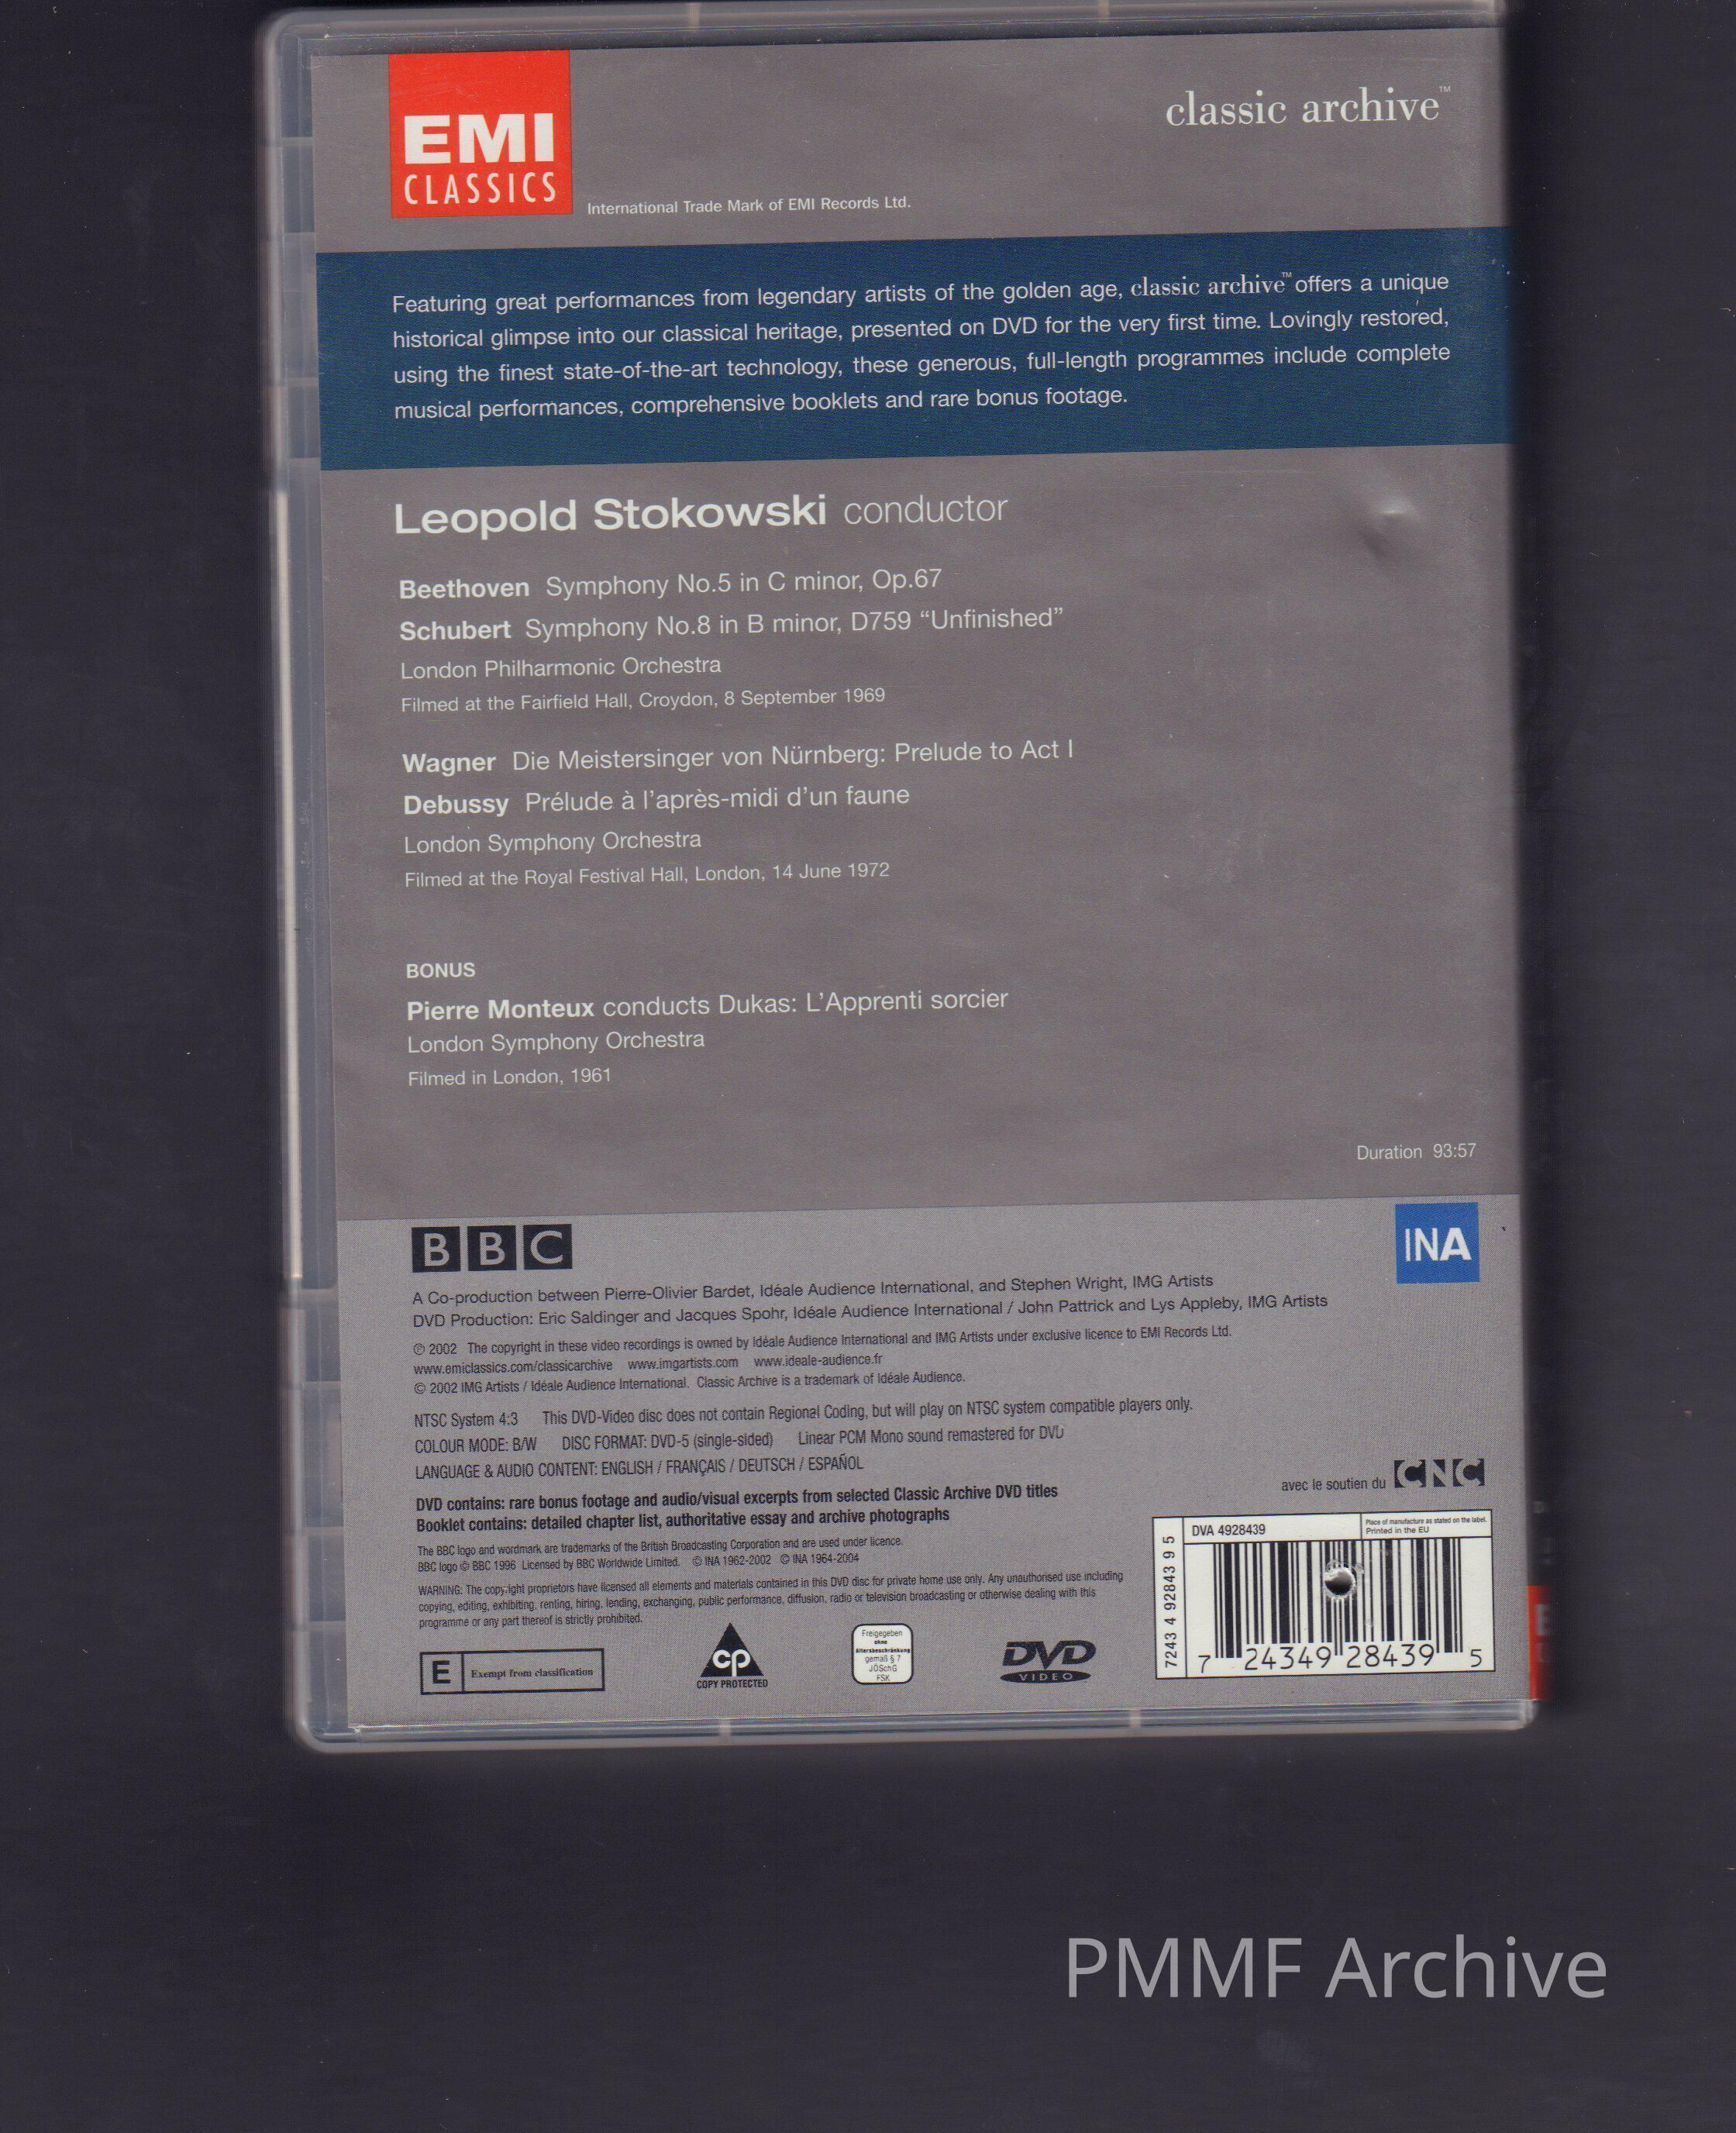 EMI
CLASSICS
International Trade Mark of EMI Records Ltd.
classic archive™
Featuring great performances from legendary artists of the golden age, classic archive™ offers a unique
historical glimpse into our classical heritage, presented on DVD for the very first time. Lovingly restored,
using the finest state-of-the-art technology, these generous, full-length programmes include complete
musical performances, comprehensive booklets and rare bonus footage.
Leopold Stokowski conductor
Beethoven Symphony No.5 in C minor, Op.67
Schubert Symphony No.8 in B minor, D759 “Unfinished”
London Philharmonic Orchestra
Filmed at the Fairfield Hall, Croydon, 8 September 1969
Wagner Die Meistersinger von Nürnberg: Prelude to Act I
Debussy Prélude à l’après-midi d’un faune
London Symphony Orchestra
Filmed at the Royal Festival Hall, London, 14 June 1972
BONUS
Pierre Monteux conducts Dukas: L’Apprenti sorcier
London Symphony Orchestra
Filmed in London, 1961
Duration 93:57
BBC
INA
A Co-production between Pierre-Olivier Bardet, Idéale Audience International, and Stephen Wright, IMG Artists
DVD Production: Eric Saldinger and Jacques Spohr, Idéale Audience International / John Pattrick and Lys Appleby, IMG Artists
℗ 2002 The copyright in these video recordings is owned by Idéale Audience International and IMG Artists under exclusive licence to EMI Records Ltd.
www.emiclassics.com/classicarchive www.imgartists.com www.ideale-audience.fr
© 2002 IMG Artists / Idéale Audience International. Classic Archive is a trademark of Idéale Audience.
NTSC System 4:3 This DVD-Video disc does not contain Regional Coding, but will play on NTSC system compatible players only.
COLOUR MODE: B/W DISC FORMAT: DVD-5 (single-sided) Linear PCM Mono sound remastered for DVD
LANGUAGE & AUDIO CONTENT: ENGLISH / FRANÇAIS / DEUTSCH / ESPAÑOL
avec le soutien du CNC
DVD contains: rare bonus footage and audio/visual excerpts from selected Classic Archive DVD titles
Booklet contains: detailed chapter list, authoritative essay and archive photographs
The BBC logo and wordmark are trademarks of the British Broadcasting Corporation and are used under licence.
BBC logo © BBC 1996 Licensed by BBC Worldwide Limited. © INA 1962-2002 © INA 1964-2004
WARNING: The copyright proprietors have licensed all elements and materials contained in this DVD disc for private home use only. Any unauthorised use including
copying, editing, exhibiting, renting, hiring, lending, exchanging, public performance, diffusion, radio or television broadcasting or otherwise dealing with this
programme or any part thereof is strictly prohibited.
E Exempt from classification
cp
COPY PROTECTED
Freigegeben
ohne
Altersbeschränkung
gemäß § 7
JÖSchG
FSK
DVD
VIDEO
DVA 4928439
Place of manufacture as stated on the label.
Printed in the EU
7243 4 92843 9 5
7 24349 28439 5
PMMF Archive